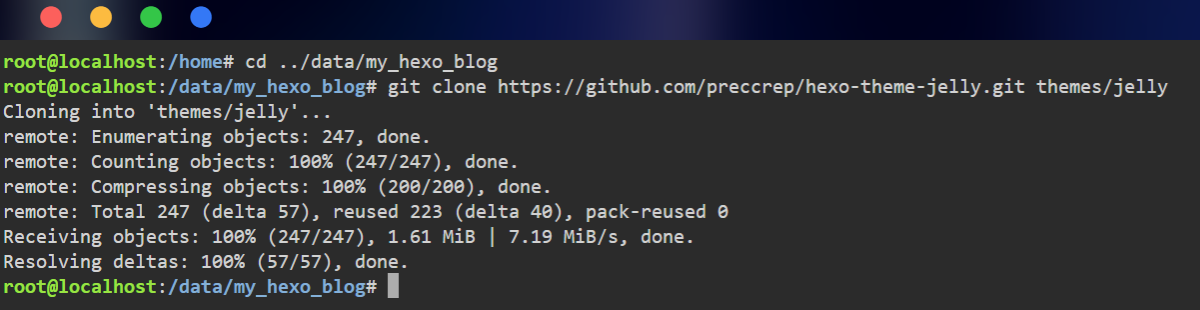 root@localhost:/home# cd ../data/my_hexo_blog
root@localhost:/data/my_hexo_blog# git clone https://github.com/preccrep/hexo-theme-jelly.git themes/jelly
Cloning into 'themes/jelly'...
remote: Enumerating objects: 247, done.
remote: Counting objects: 100% (247/247), done.
remote: Compressing objects: 100% (200/200), done.
remote: Total 247 (delta 57), reused 223 (delta 40), pack-reused 0
Receiving objects: 100% (247/247), 1.61 MiB | 7.19 MiB/s, done.
Resolving deltas: 100% (57/57), done.
root@localhost:/data/my_hexo_blog#